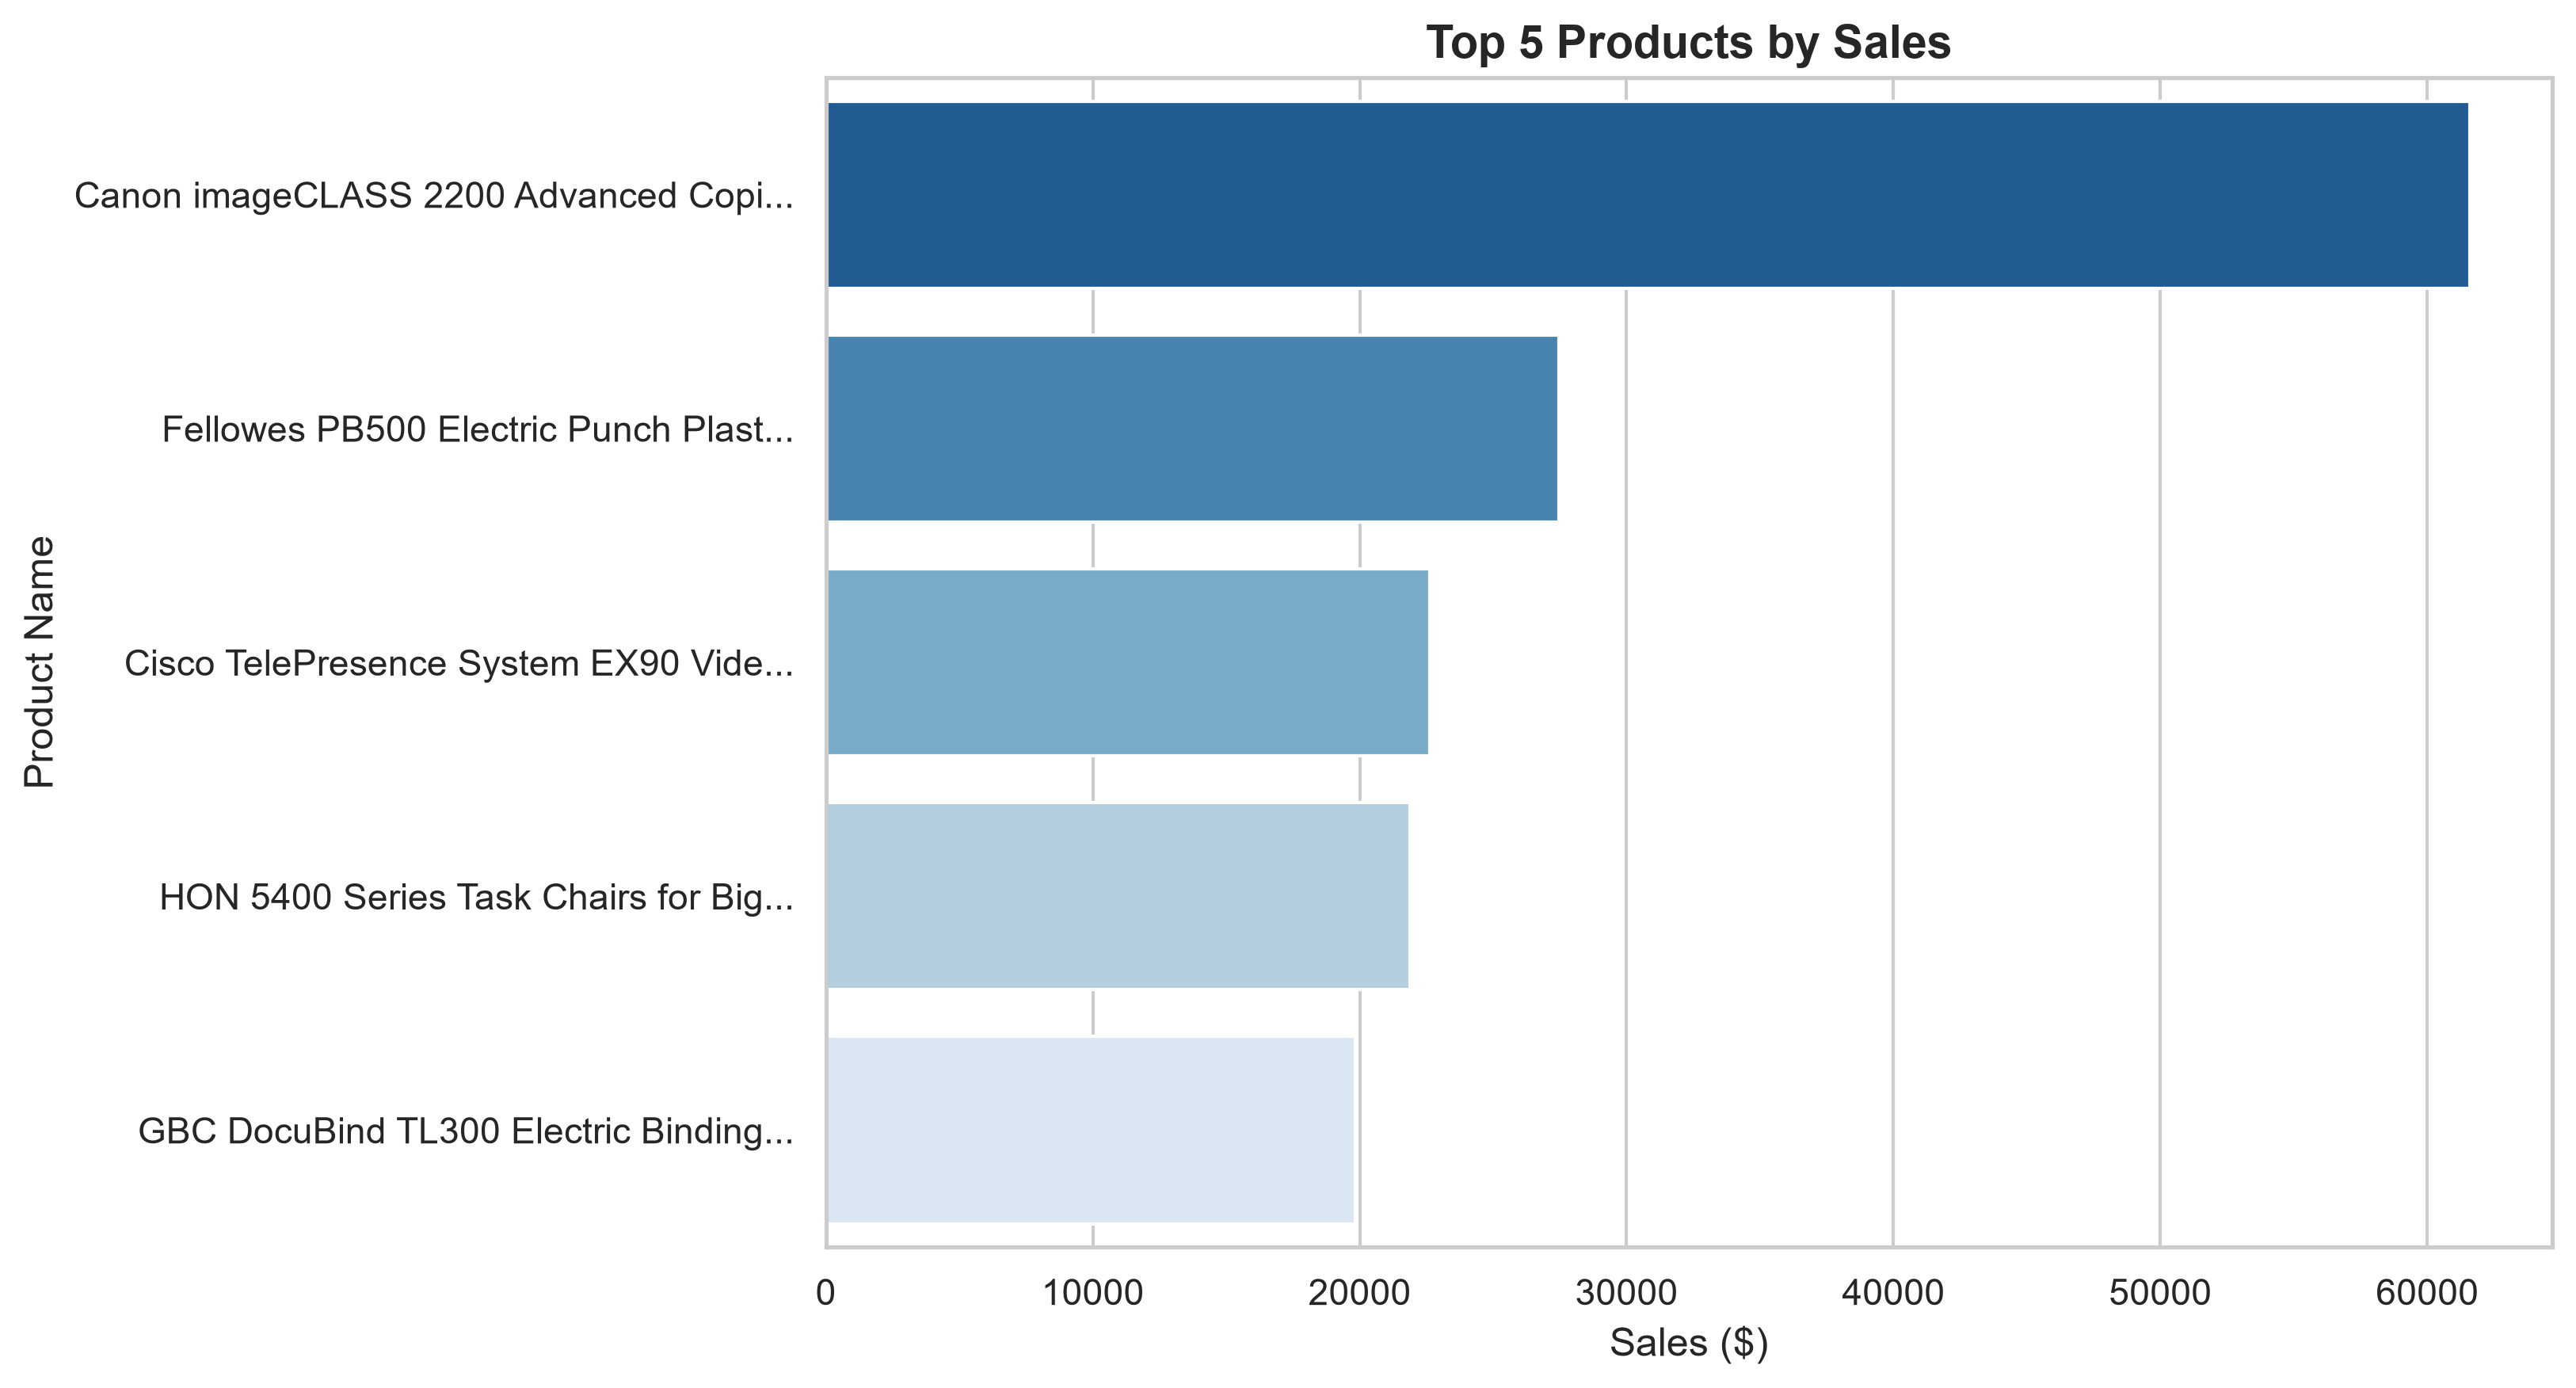 Top 5 Products by Sales
Canon imageCLASS 2200 Advanced Copi...
Fellowes PB500 Electric Punch Plast...
Cisco TelePresence System EX90 Vide...
HON 5400 Series Task Chairs for Big...
GBC DocuBind TL300 Electric Binding...
Product Name
0 10000 20000 30000 40000 50000 60000
Sales ($)